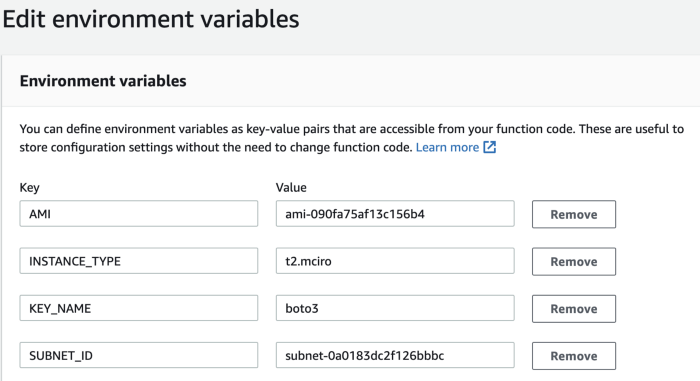 Edit environment variables
Environment variables
You can define environment variables as key-value pairs that are accessible from your function code. These are useful to
store configuration settings without the need to change function code. Learn more
Key Value
AMI ami-090fa75af13c156b4 Remove
INSTANCE_TYPE t2.mciro Remove
KEY_NAME boto3 Remove
SUBNET_ID subnet-0a0183dc2f126bbbc Remove